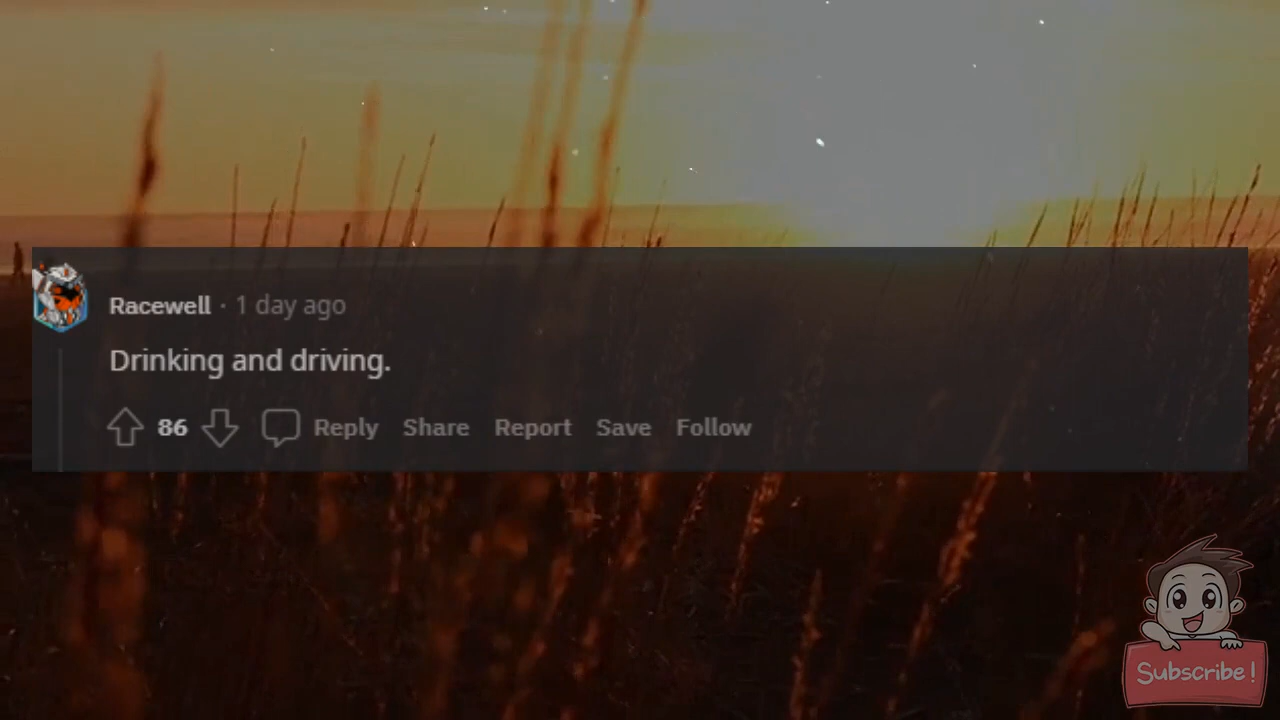 Racewell · 1 day ago
Drinking and driving.
86 Reply Share Report Save Follow
Subscribe!